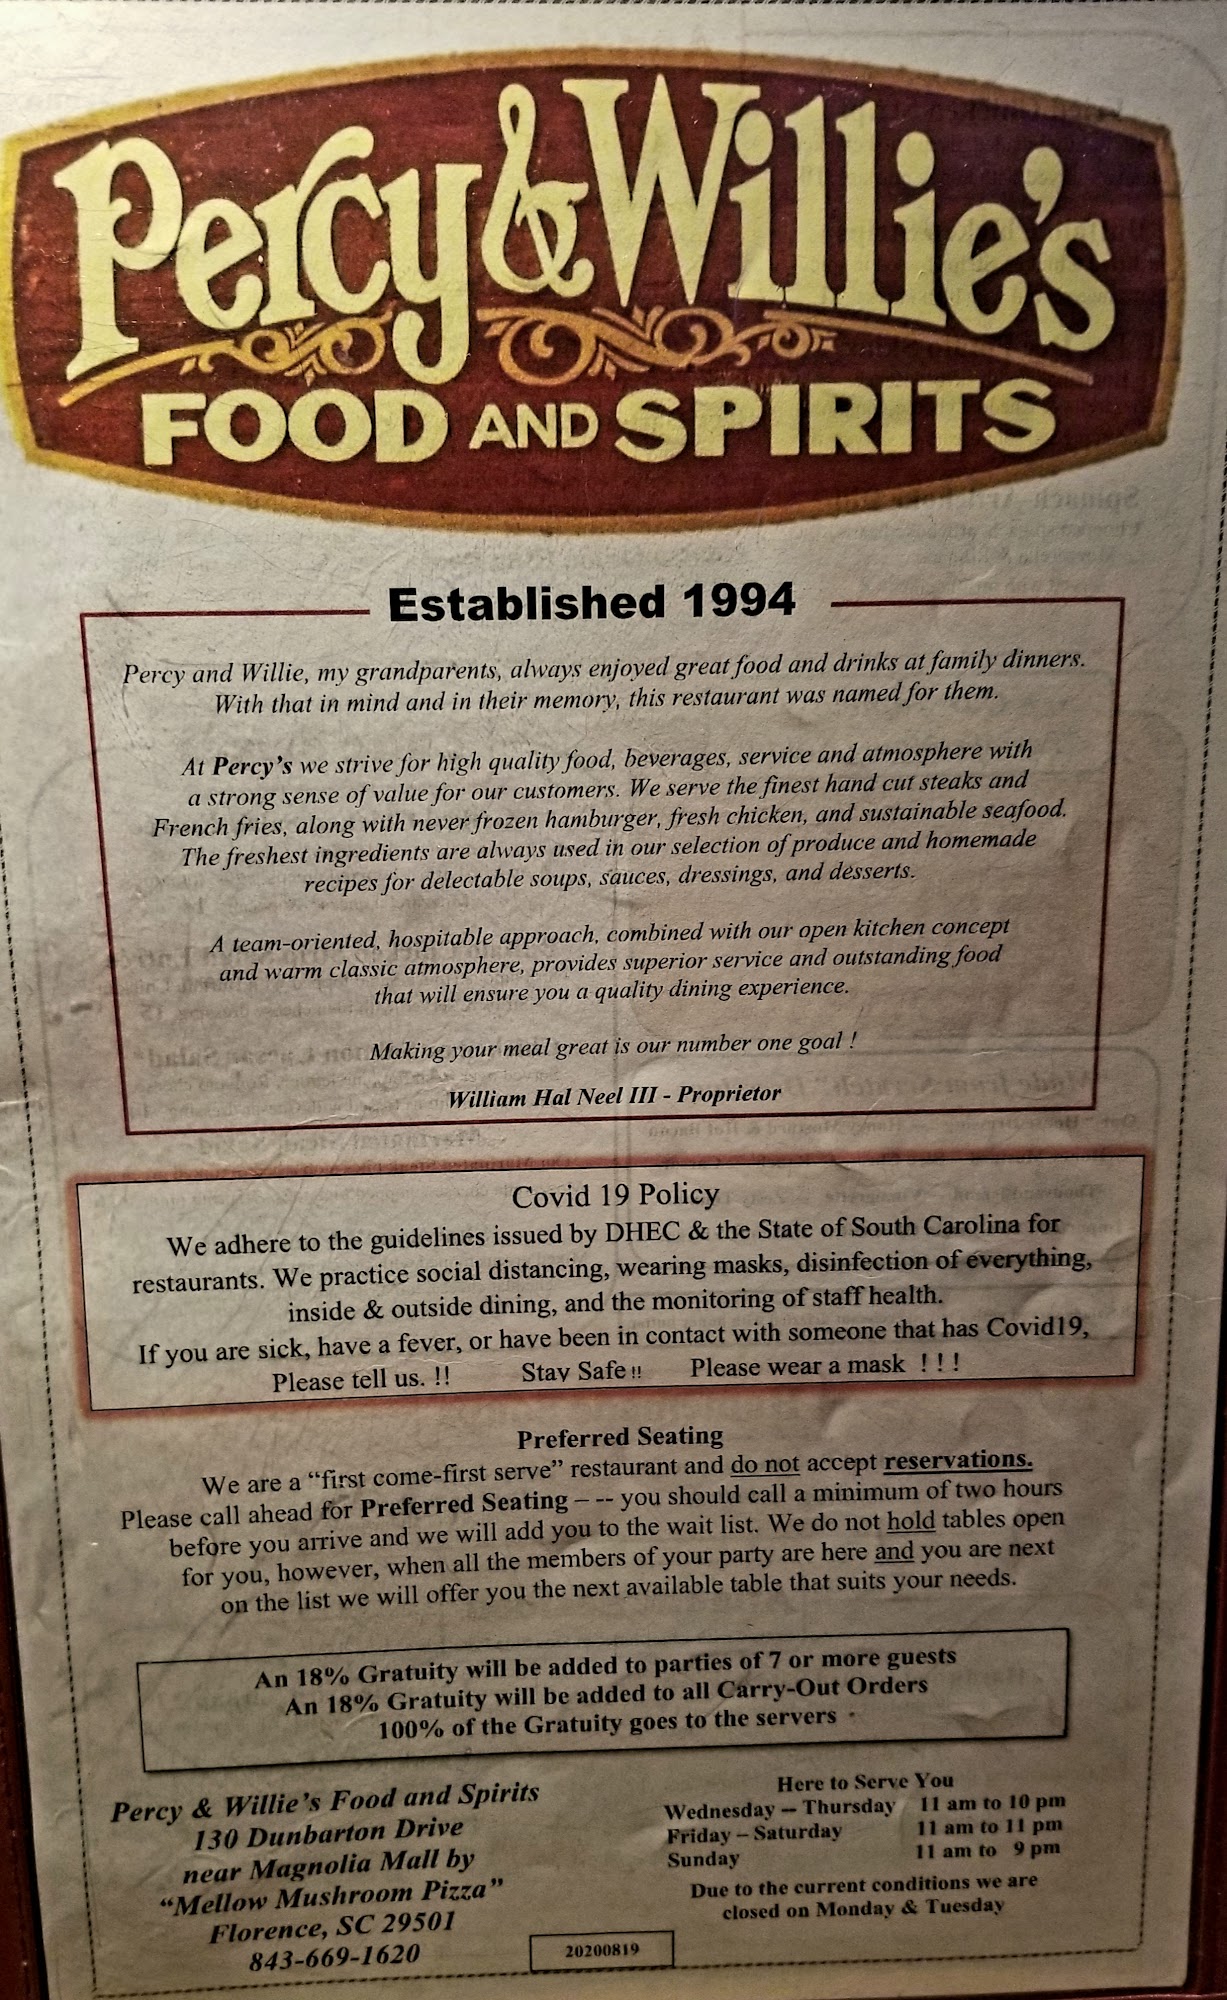 Percy & Willie's
FOOD AND SPIRITS
Established 1994
Percy and Willie, my grandparents, always enjoyed great food and drinks at family dinners.
With that in mind and in their memory, this restaurant was named for them.
At Percy's we strive for high quality food, beverages, service and atmosphere with
a strong sense of value for our customers. We serve the finest hand cut steaks and
French fries, along with never frozen hamburger, fresh chicken, and sustainable seafood.
The freshest ingredients are always used in our selection of produce and homemade
recipes for delectable soups, sauces, dressings, and desserts.
A team-oriented, hospitable approach, combined with our open kitchen concept
and warm classic atmosphere, provides superior service and outstanding food
that will ensure you a quality dining experience.
Making your meal great is our number one goal !
William Hal Neel III - Proprietor
Covid 19 Policy
We adhere to the guidelines issued by DHEC & the State of South Carolina for
restaurants. We practice social distancing, wearing masks, disinfection of everything,
inside & outside dining, and the monitoring of staff health.
If you are sick, have a fever, or have been in contact with someone that has Covid19,
Please tell us. !! Stay Safe !! Please wear a mask ! ! !
Preferred Seating
We are a “first come-first serve” restaurant and do not accept reservations.
Please call ahead for Preferred Seating – -- you should call a minimum of two hours
before you arrive and we will add you to the wait list. We do not hold tables open
for you, however, when all the members of your party are here and you are next
on the list we will offer you the next available table that suits your needs.
An 18% Gratuity will be added to parties of 7 or more guests
An 18% Gratuity will be added to all Carry-Out Orders
100% of the Gratuity goes to the servers
Percy & Willie's Food and Spirits
130 Dunbarton Drive
near Magnolia Mall by
“Mellow Mushroom Pizza”
Florence, SC 29501
843-669-1620
Here to Serve You
Wednesday – Thursday 11 am to 10 pm
Friday – Saturday 11 am to 11 pm
Sunday 11 am to 9 pm
Due to the current conditions we are
closed on Monday & Tuesday
20200819